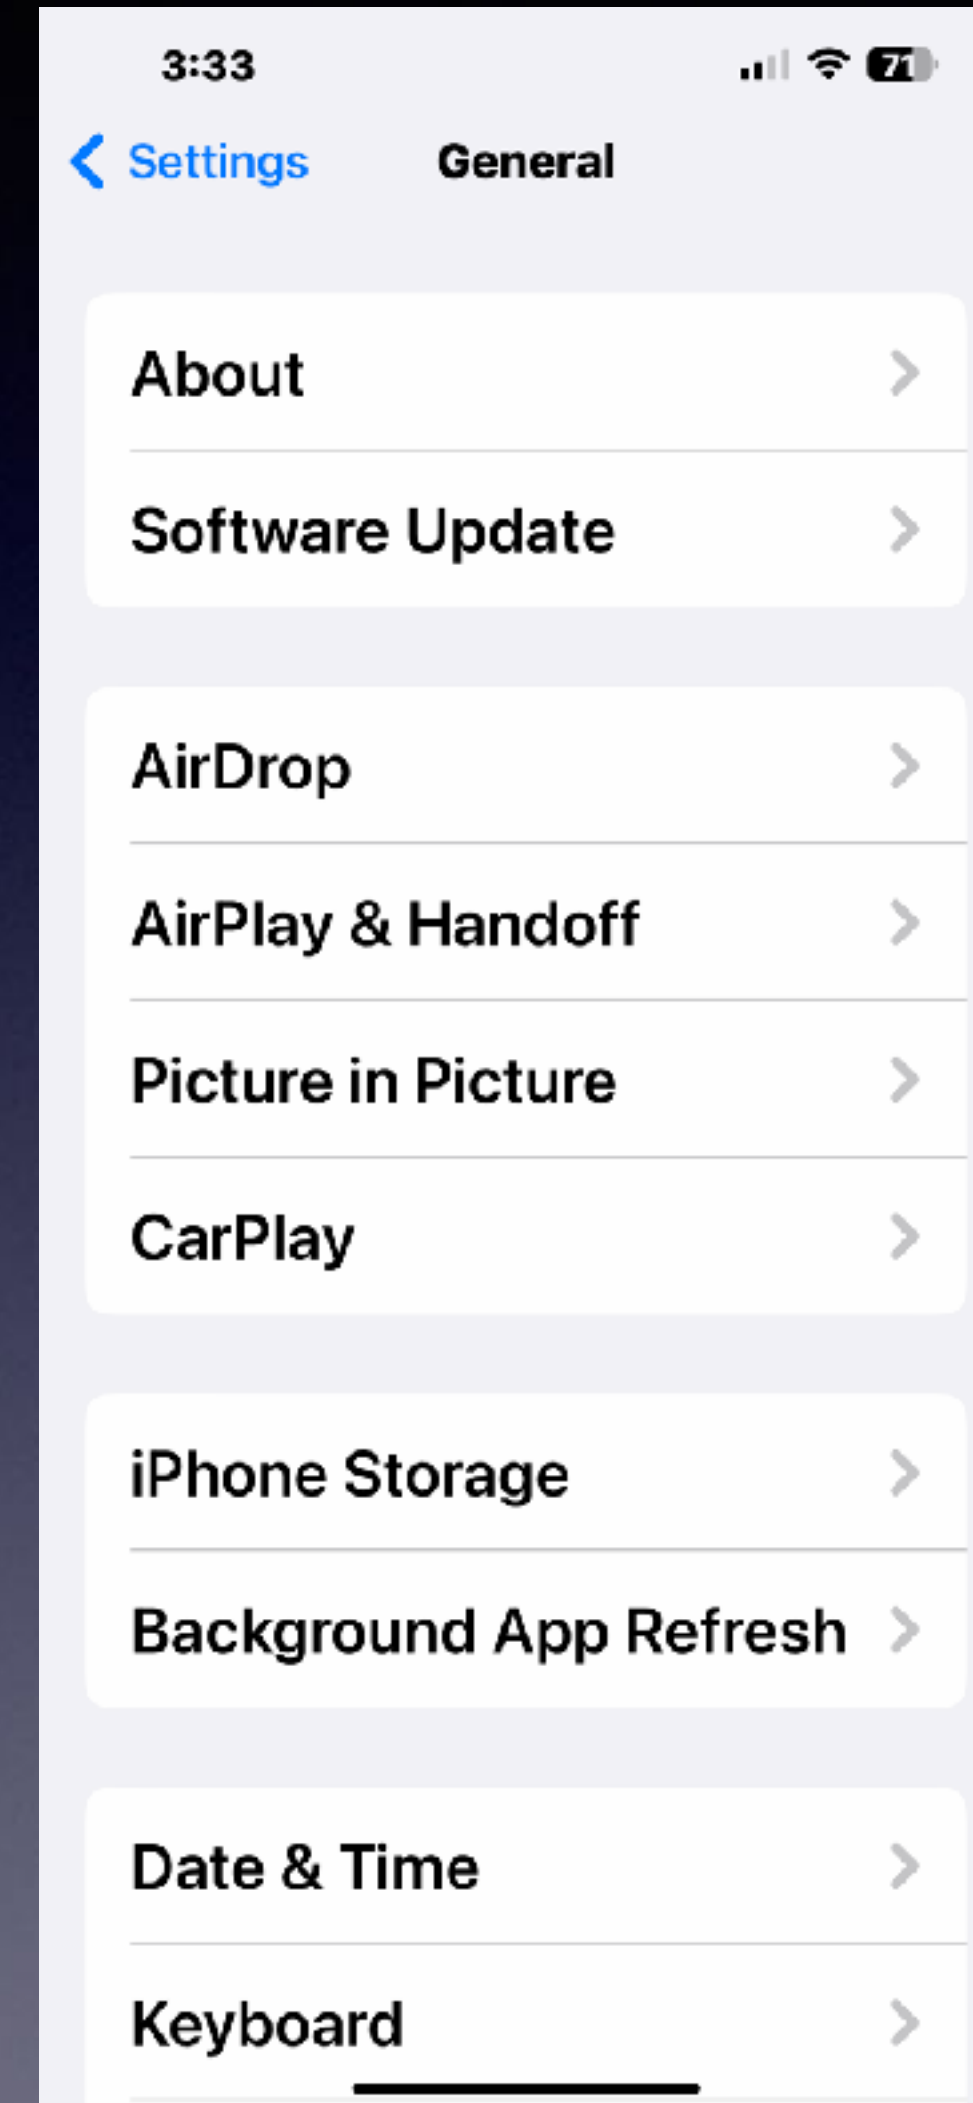 3:33
71
Settings
General
About
Software Update
AirDrop
AirPlay & Handoff
Picture in Picture
CarPlay
iPhone Storage
Background App Refresh
Date & Time
Keyboard